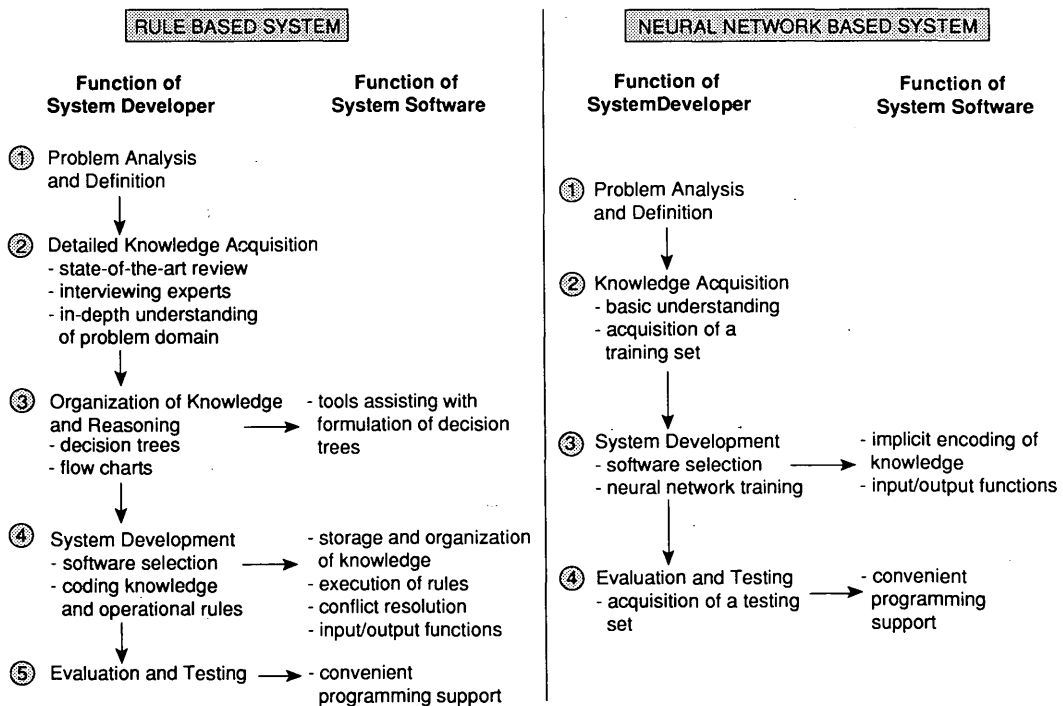 RULE BASED SYSTEM
Function of
System Developer
Function of
System Software
1 Problem Analysis
and Definition
2 Detailed Knowledge Acquisition
- state-of-the-art review
- interviewing experts
- in-depth understanding
of problem domain
3 Organization of Knowledge
and Reasoning
- decision trees
- flow charts
- tools assisting with
formulation of decision
trees
4 System Development
- software selection
- coding knowledge
and operational rules
- storage and organization
of knowledge
- execution of rules
- conflict resolution
- input/output functions
5 Evaluation and Testing
- convenient
programming support
NEURAL NETWORK BASED SYSTEM
Function of
SystemDeveloper
Function of
System Software
1 Problem Analysis
and Definition
2 Knowledge Acquisition
- basic understanding
- acquisition of a
training set
3 System Development
- software selection
- neural network training
- implicit encoding of
knowledge
- input/output functions
4 Evaluation and Testing
- acquisition of a testing
set
- convenient
programming
support